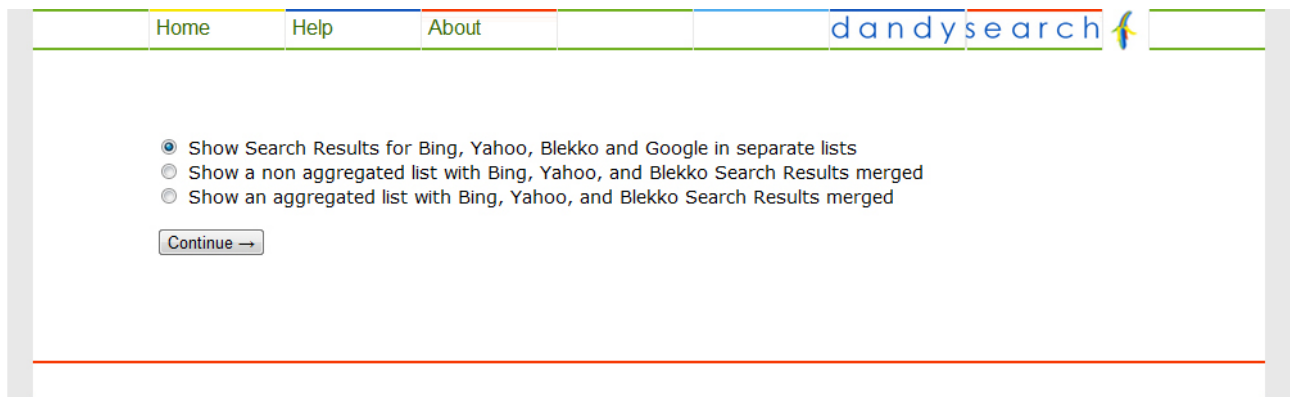 Home Help About dandysearch
Show Search Results for Bing, Yahoo, Blekko and Google in separate lists
Show a non aggregated list with Bing, Yahoo, and Blekko Search Results merged
Show an aggregated list with Bing, Yahoo, and Blekko Search Results merged
Continue →